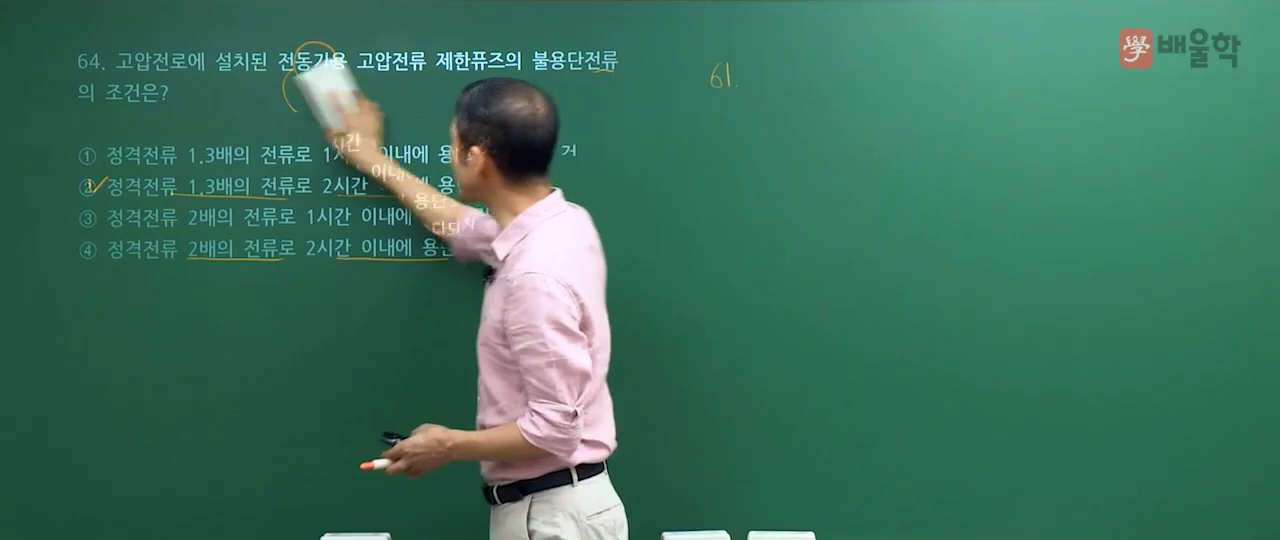 64. 고압전로에 설치된 전동기용 고압전류 제한퓨즈의 불용단전류
의 조건은?
① 정격전류 1.3배의 전류로 1시간 이내에
② 정격전류 1.3배의 전류로 2시간
③ 정격전류 2배의 전류로 1시간 이내에
④ 정격전류 2배의 전류로 2시간 이내에
61.
學 배울학